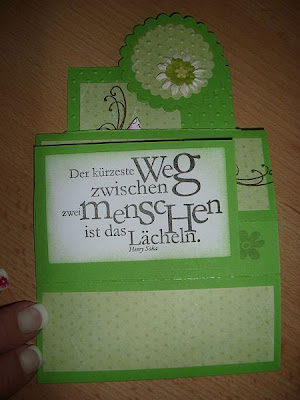 Der kürzeste Weg
zwischen
zwei menscHen
ist das Lächeln.